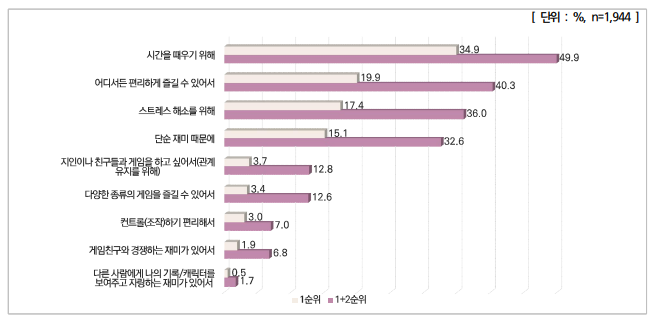 [ 단위 : %, n=1,944 ]
시간을 때우기 위해 34.9 49.9
어디서든 편리하게 즐길 수 있어서 19.9 40.3
스트레스 해소를 위해 17.4 36.0
단순 재미 때문에 15.1 32.6
지인이나 친구들과 게임을 하고 싶어서(관계
유지를 위해) 3.7 12.8
다양한 종류의 게임을 즐길 수 있어서 3.4 12.6
컨트롤(조작)하기 편리해서 3.0 7.0
게임친구와 경쟁하는 재미가 있어서 1.9 6.8
다른 사람에게 나의 기록/캐릭터를
보여주고 자랑하는 재미가 있어서 0.5 1.7
1순위 1+2순위